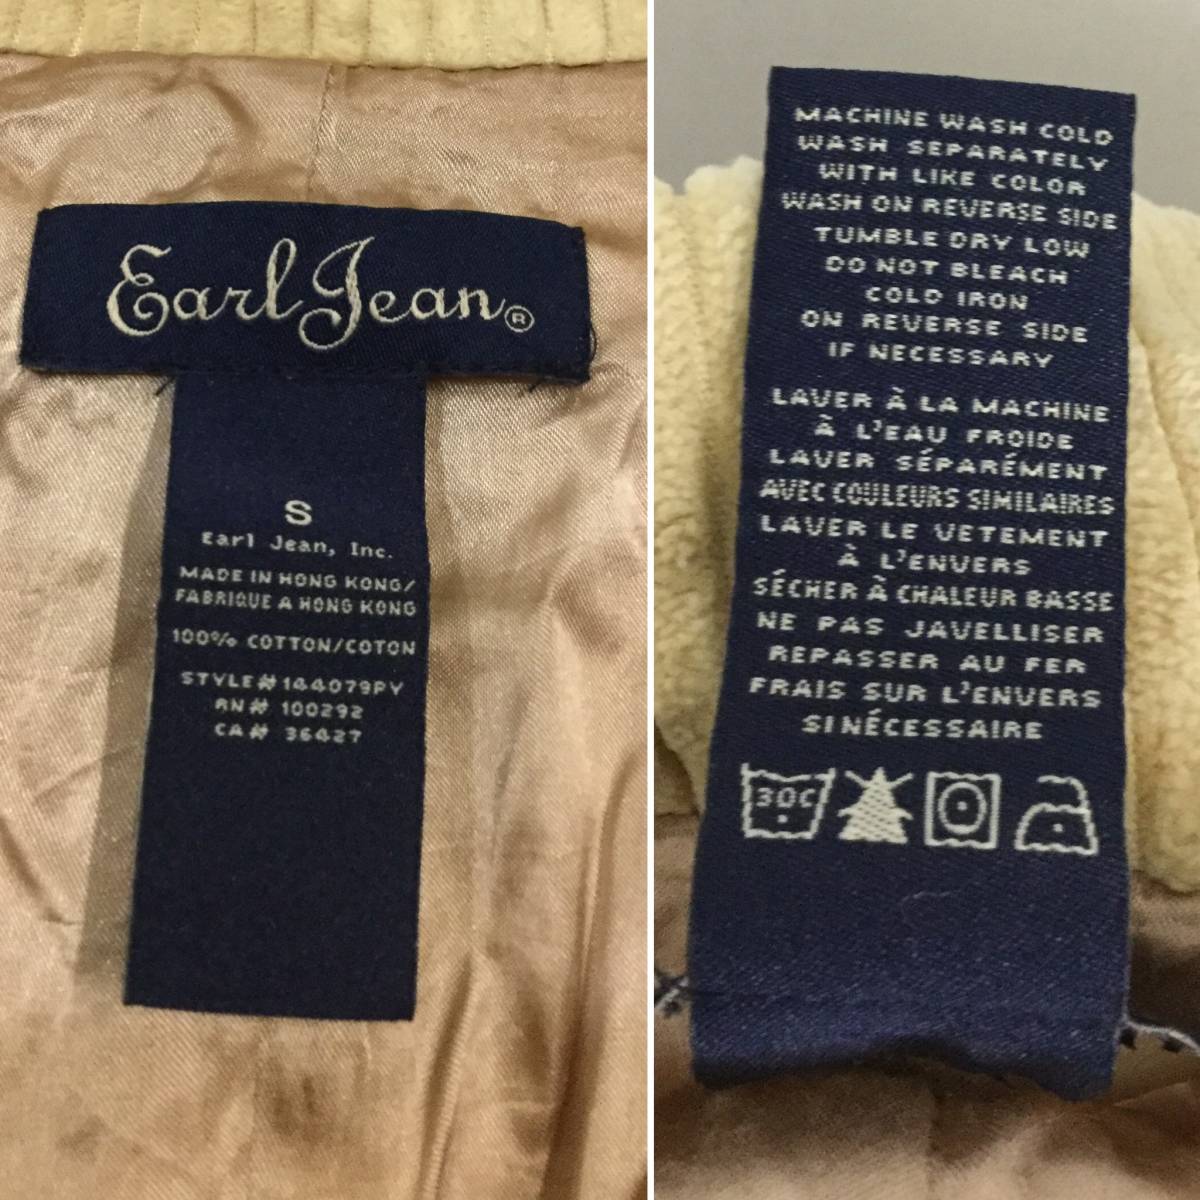 Earl Jean®
S
Earl Jean, Inc.
MADE IN HONG KONG/
FABRIQUE A HONG KONG
100% COTTON/COTON
STYLE# 144079PY
RN# 100292
CA# 36427
MACHINE WASH COLD
WASH SEPARATELY
WITH LIKE COLOR
WASH ON REVERSE SIDE
TUMBLE DRY LOW
DO NOT BLEACH
COLD IRON
ON REVERSE SIDE
IF NECESSARY
LAVER À LA MACHINE
À L'EAU FROIDE
LAVER SÉPARÉMENT
AVEC COULEURS SIMILAIRES
LAVER LE VETEMENT
À L'ENVERS
SÉCHER À CHALEUR BASSE
NE PAS JAVELLISER
REPASSER AU FER
FRAIS SUR L'ENVERS
SI NÉCESSAIRE
30C